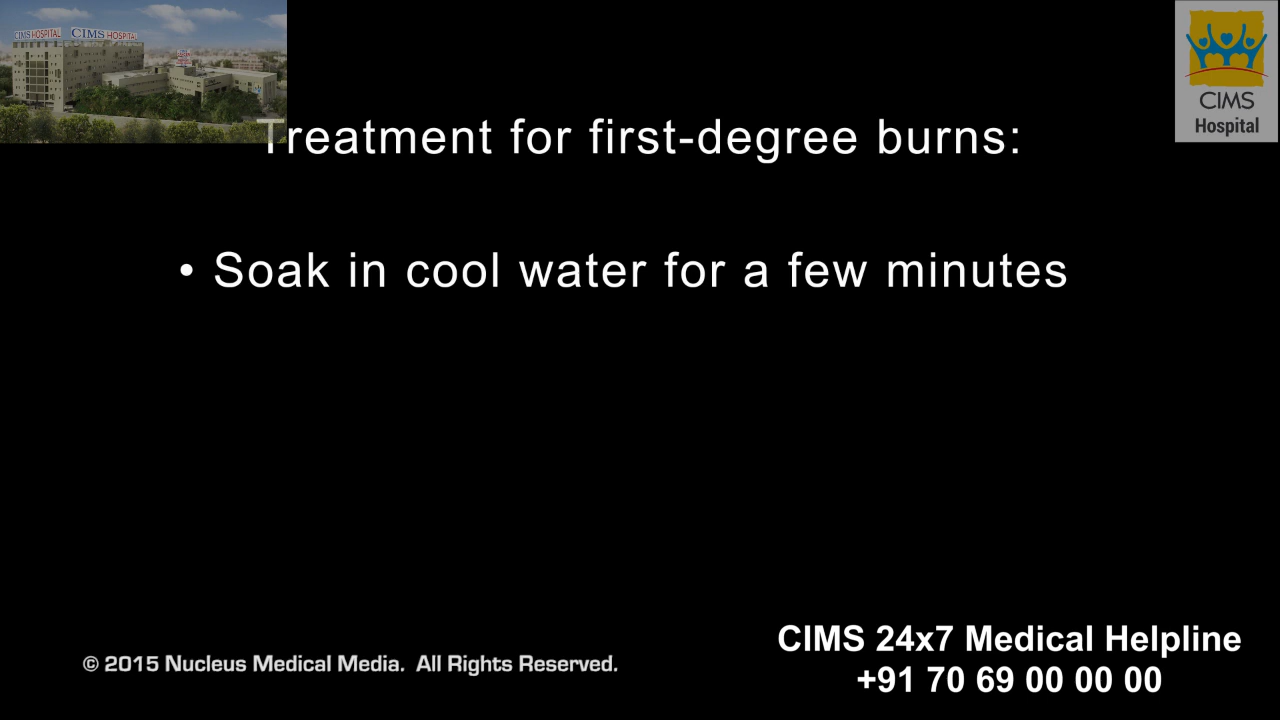 CIMS HOSPITAL CIMS HOSPITAL
CIMS
Hospital
Treatment for first-degree burns:
• Soak in cool water for a few minutes
CIMS 24x7 Medical Helpline
© 2015 Nucleus Medical Media. All Rights Reserved.
+91 70 69 00 00 00